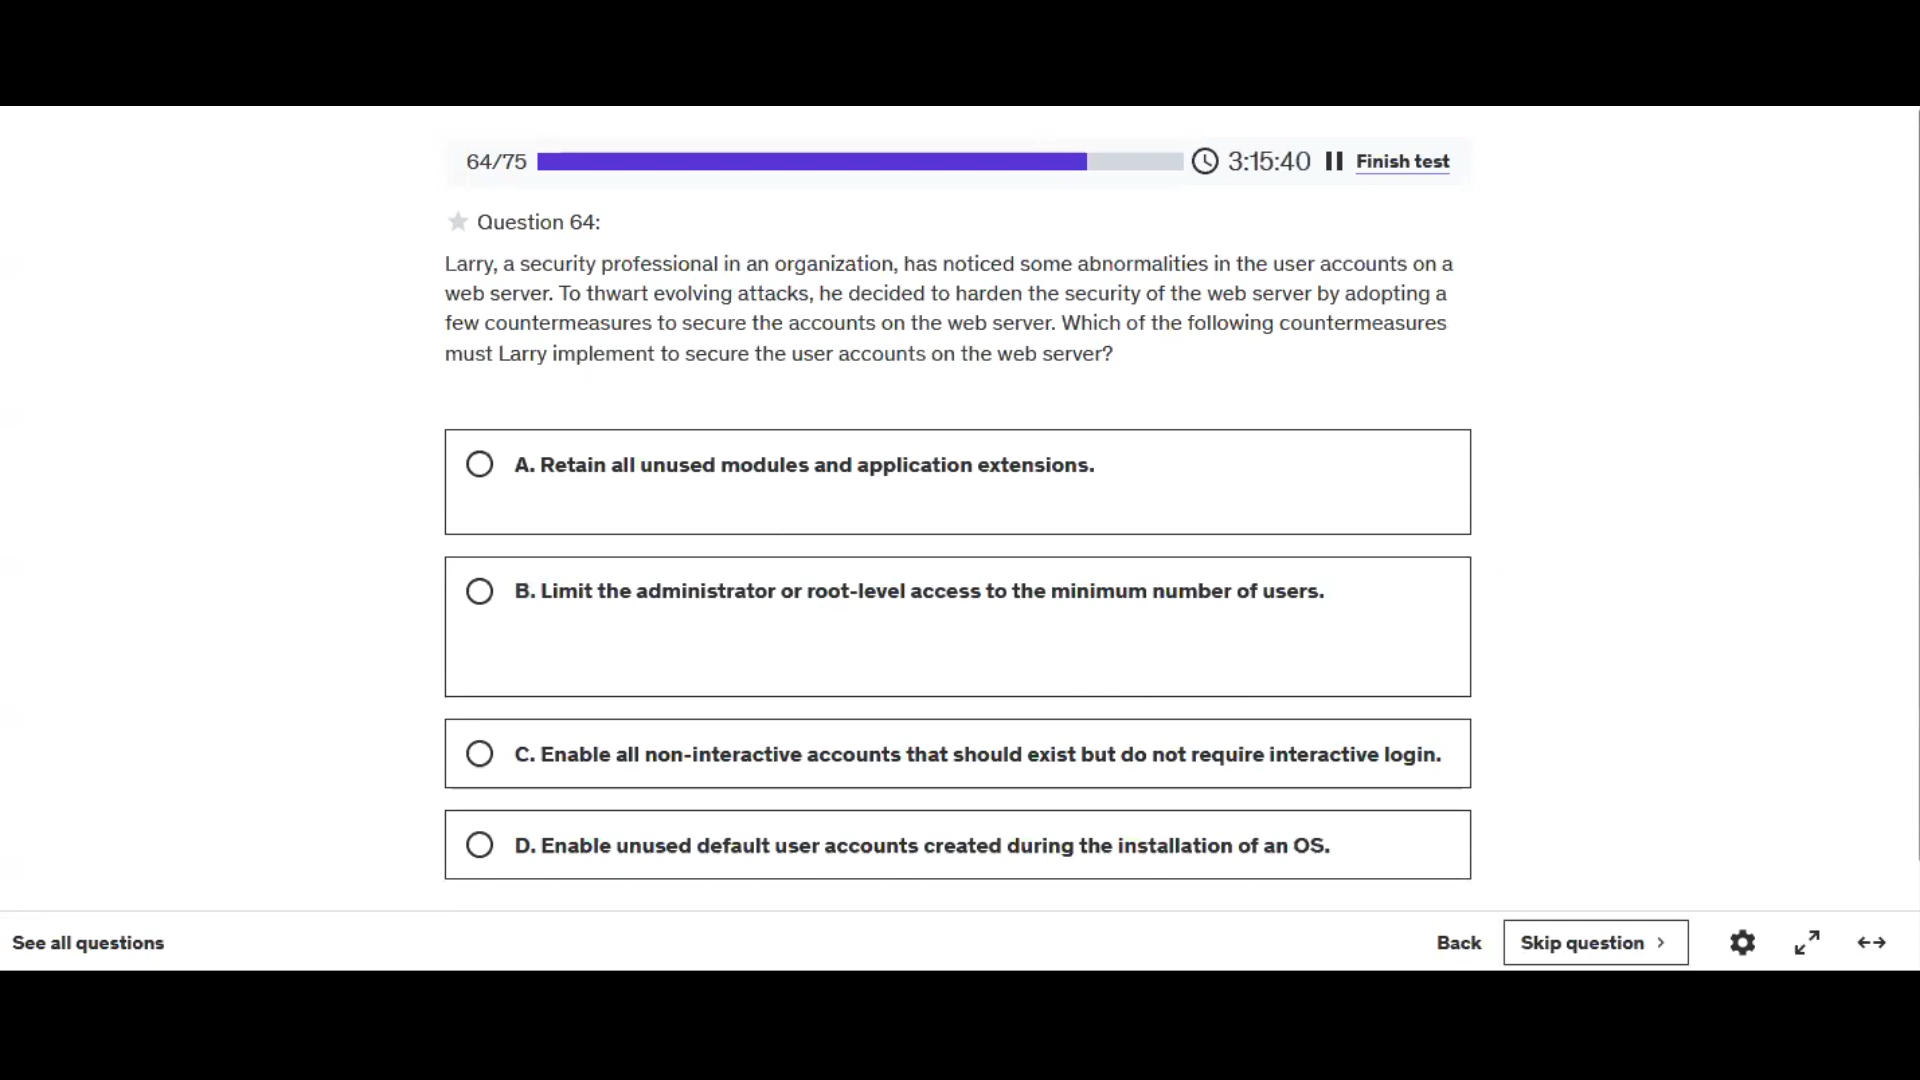 64/75 3:15:40 Finish test
Question 64:
Larry, a security professional in an organization, has noticed some abnormalities in the user accounts on a
web server. To thwart evolving attacks, he decided to harden the security of the web server by adopting a
few countermeasures to secure the accounts on the web server. Which of the following countermeasures
must Larry implement to secure the user accounts on the web server?
A. Retain all unused modules and application extensions.
B. Limit the administrator or root-level access to the minimum number of users.
C. Enable all non-interactive accounts that should exist but do not require interactive login.
D. Enable unused default user accounts created during the installation of an OS.
See all questions Back Skip question